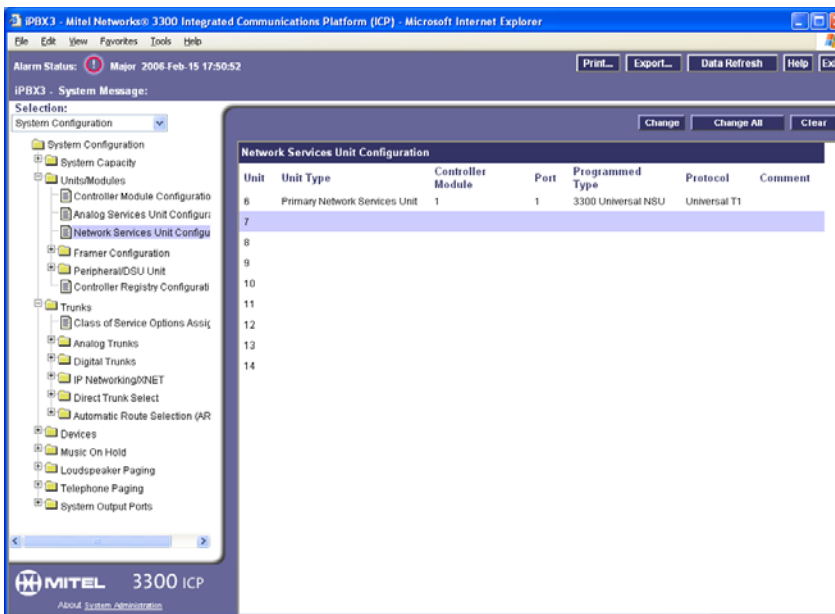 iPBX3 - Mitel Networks® 3300 Integrated Communications Platform (ICP) - Microsoft Internet Explorer
File Edit View Favorites Tools Help
Alarm Status: Major 2006-Feb-15 17:50:52
Print... Export... Data Refresh Help
iPBX3 - System Message:
Selection:
System Configuration
Change Change All Clear
System Configuration
System Capacity
Units/Modules
Controller Module Configuratio
Analog Services Unit Configura
Network Services Unit Configu
Framer Configuration
Peripheral/DSU Unit
Controller Registry Configurati
Trunks
Class of Service Options Assig
Analog Trunks
Digital Trunks
IP Networking/XNET
Direct Trunk Select
Automatic Route Selection (AR
Devices
Music On Hold
Loudspeaker Paging
Telephone Paging
System Output Ports
Network Services Unit Configuration
Unit Unit Type Controller Module Port Programmed Type Protocol Comment
6 Primary Network Services Unit 1 1 3300 Universal NSU Universal T1
7
8
9
10
11
12
13
14
MITEL 3300 ICP
About System Administration